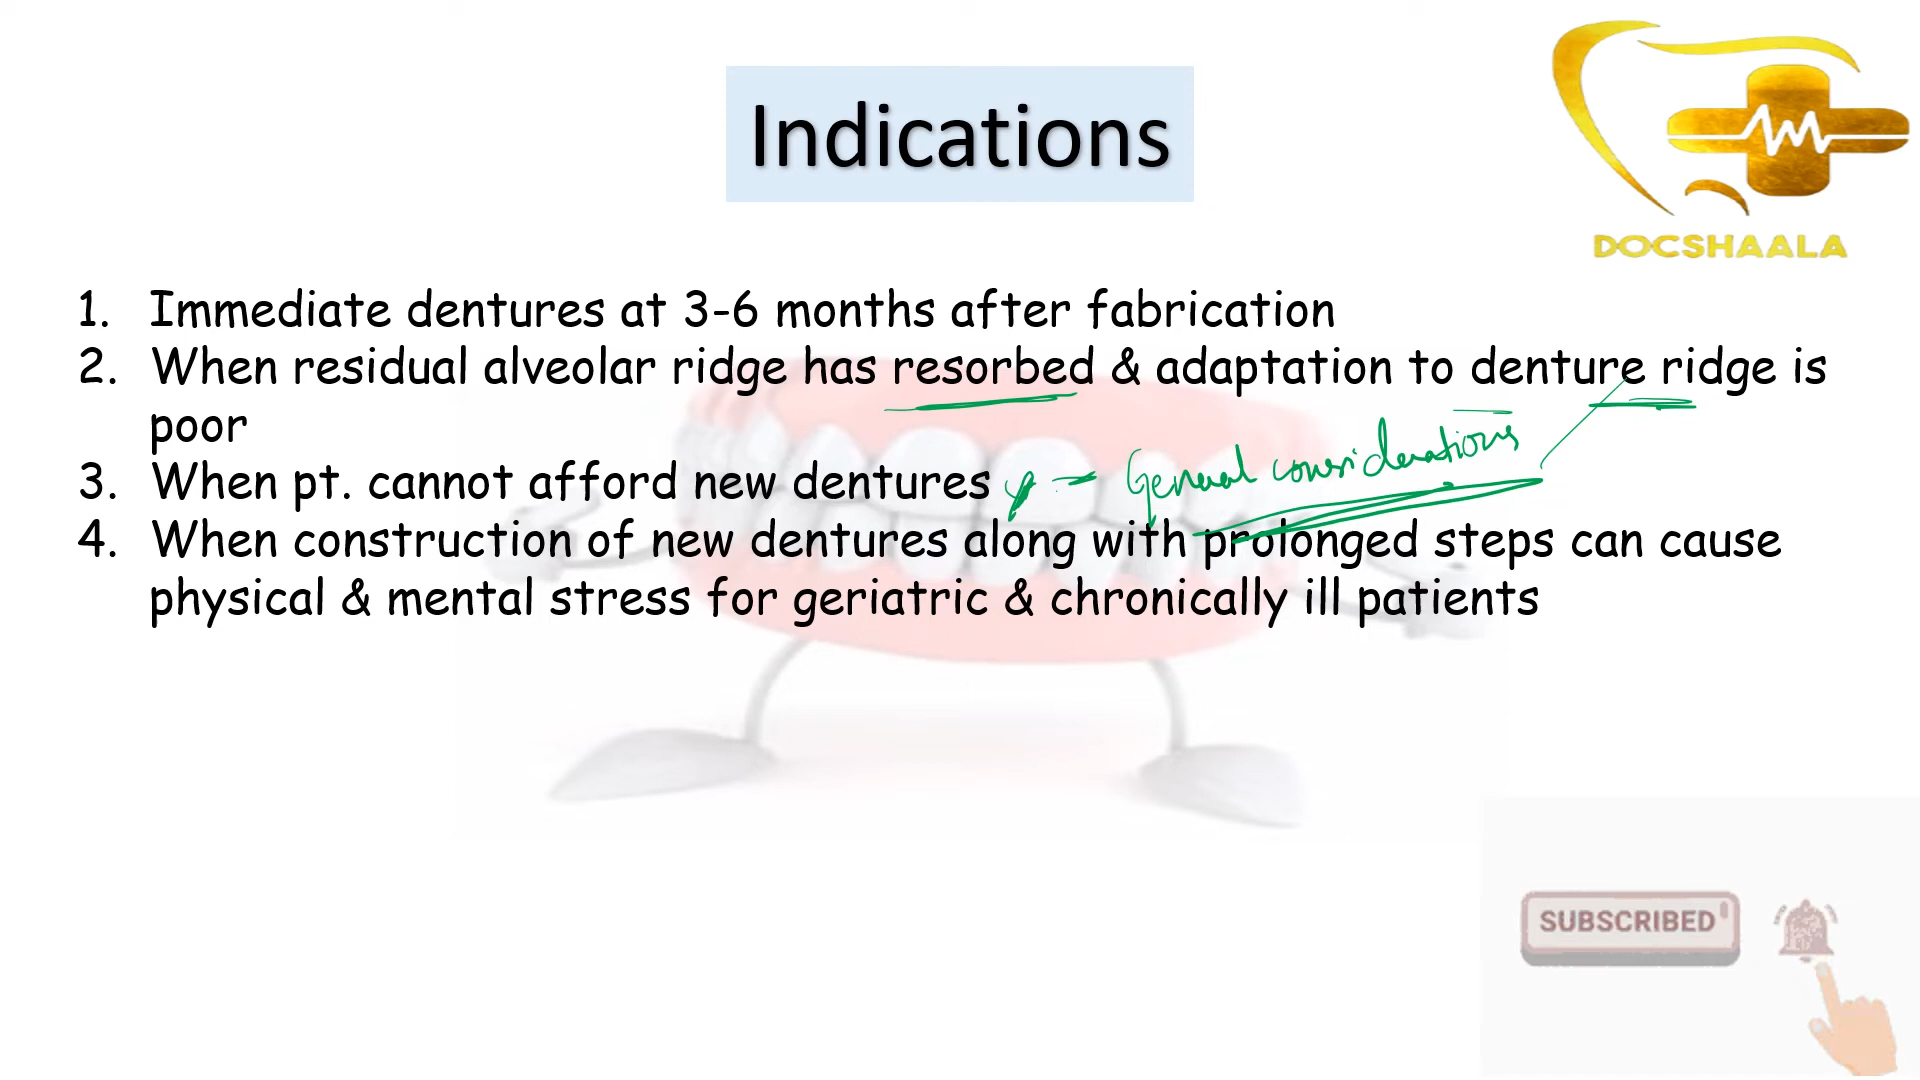 Indications
DOCSHAALA
1. Immediate dentures at 3-6 months after fabrication
2. When residual alveolar ridge has resorbed & adaptation to denture ridge is
poor
3. When pt. cannot afford new dentures - General considerations
4. When construction of new dentures along with prolonged steps can cause
physical & mental stress for geriatric & chronically ill patients
SUBSCRIBED